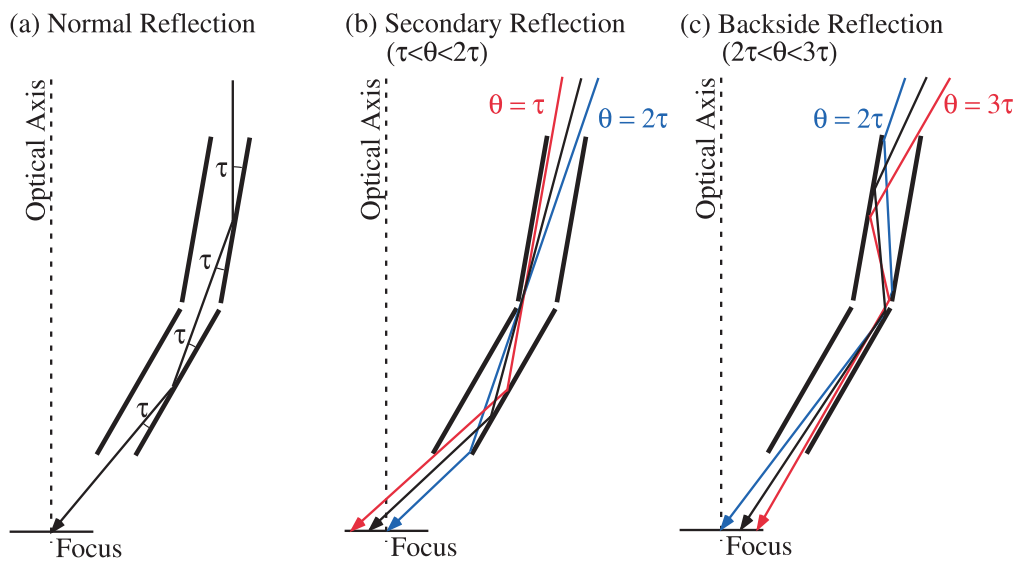 (a) Normal Reflection
Optical Axis
τ
τ
τ
τ
Focus
(b) Secondary Reflection
(τ<θ<2τ)
Optical Axis
θ = τ
θ = 2τ
Focus
(c) Backside Reflection
(2τ<θ<3τ)
Optical Axis
θ = 2τ
θ = 3τ
Focus